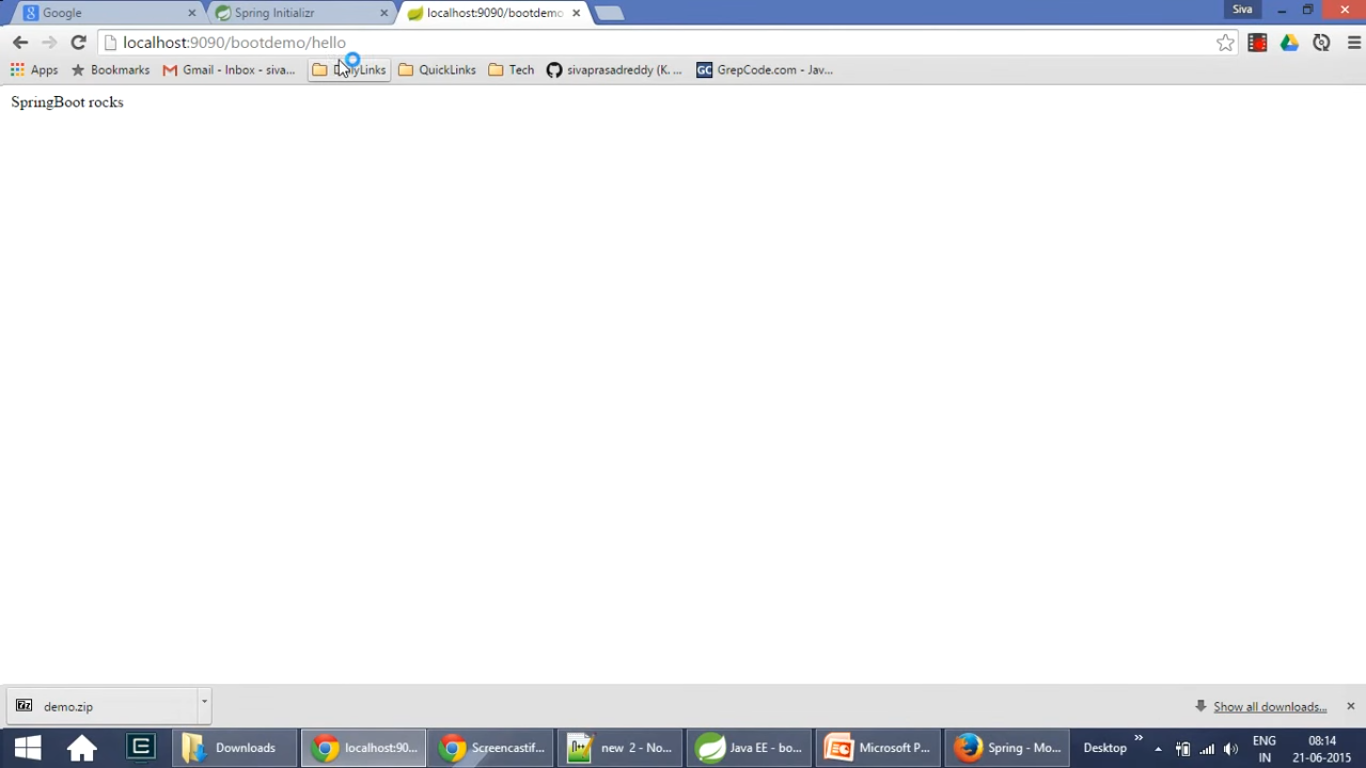 Google
Spring Initializr
localhost:9090/bootdemo
Siva
localhost:9090/bootdemo/hello
Apps
Bookmarks
Gmail - Inbox - siva...
QuickLinks
Tech
sivaprasadreddy (K. ...
GC
GrepCode.com - Jav...
SpringBoot rocks
demo.zip
Show all downloads...
Downloads
localhost:90...
Screencastif...
new 2 - No...
Java EE - bo...
Microsoft P...
Spring - Mo...
Desktop
ENG
IN
08:14
21-06-2015